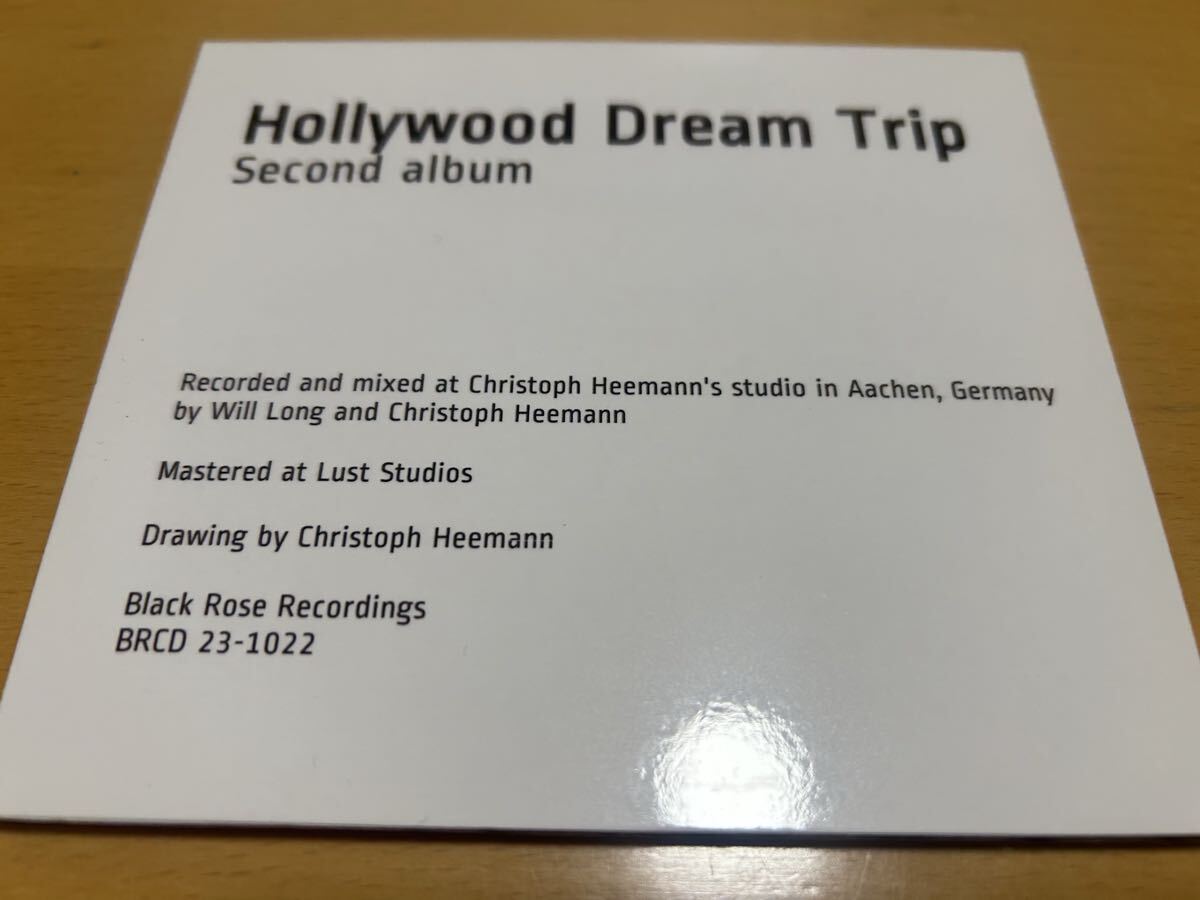 Hollywood Dream Trip
Second album
Recorded and mixed at Christoph Heemann's studio in Aachen, Germany
by Will Long and Christoph Heemann
Mastered at Lust Studios
Drawing by Christoph Heemann
Black Rose Recordings
BRCD 23-1022